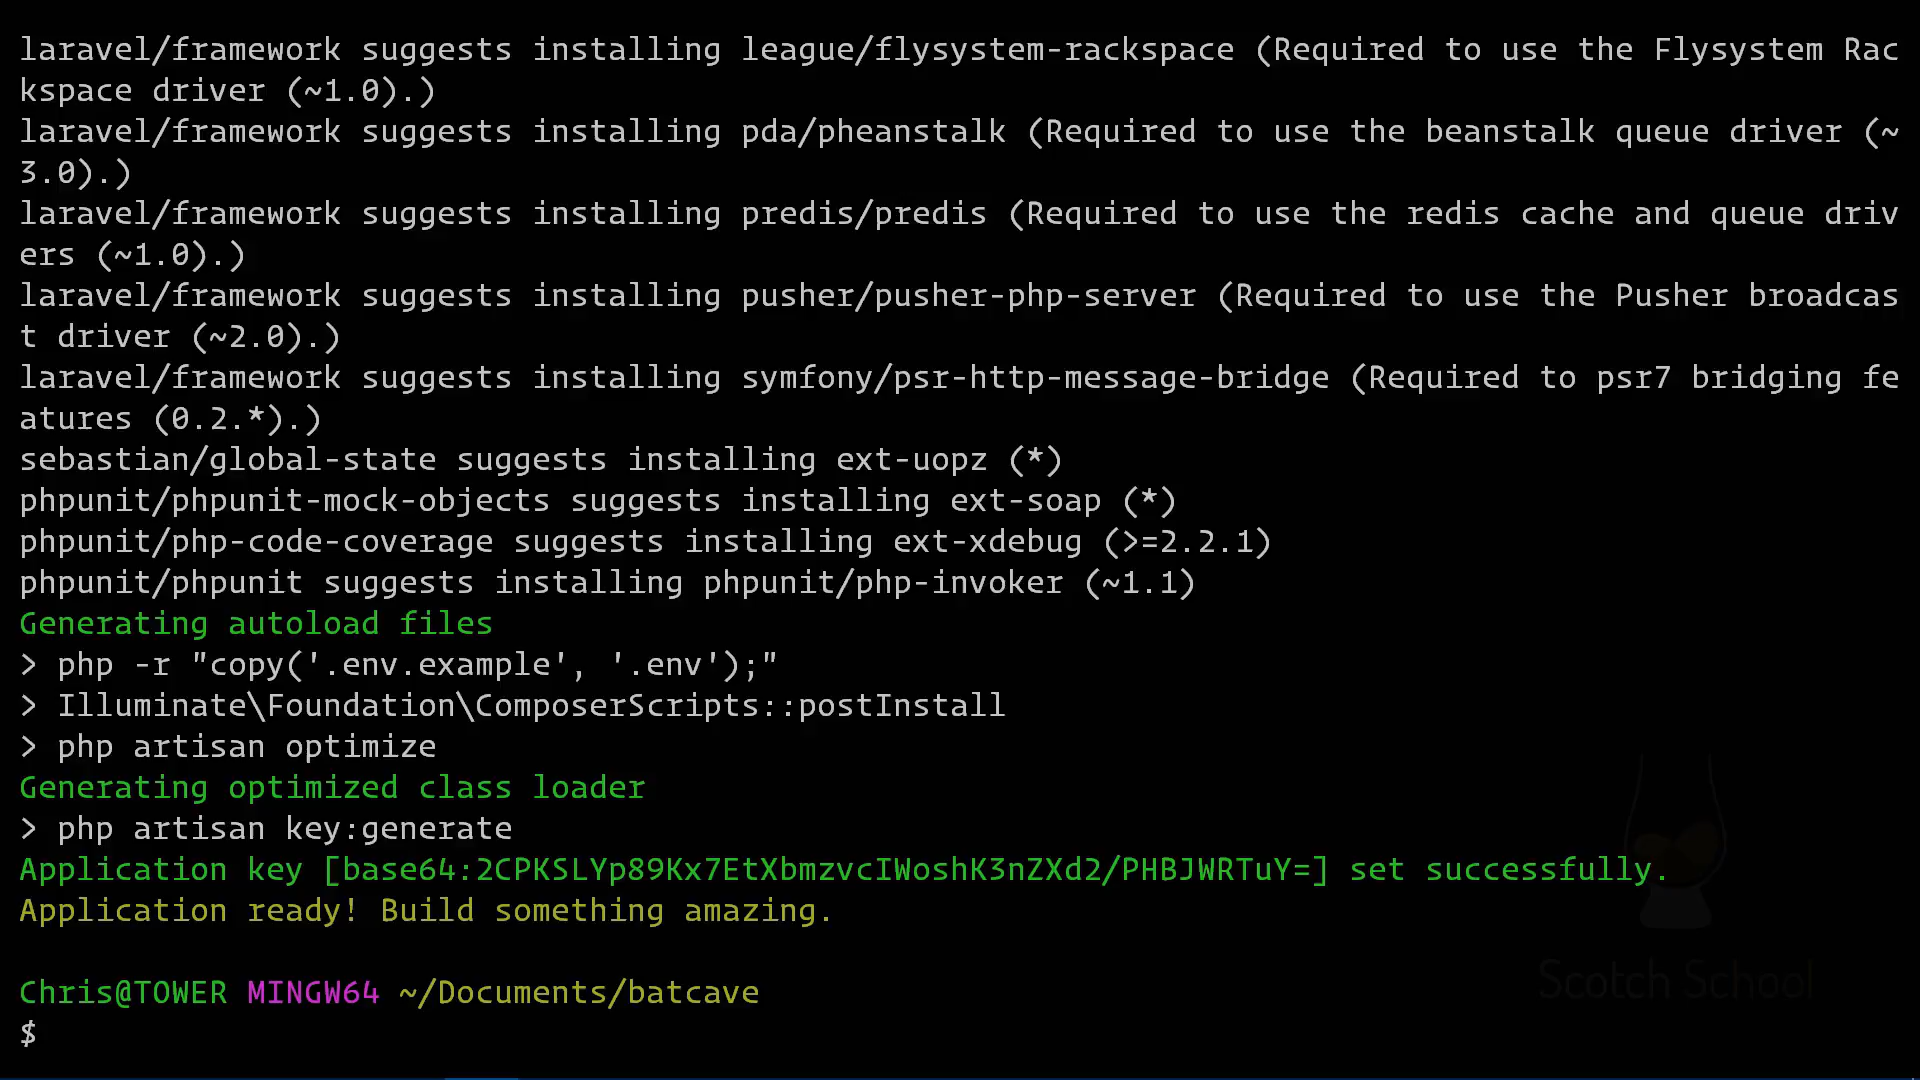 laravel/framework suggests installing league/flysystem-rackspace (Required to use the Flysystem Rac
kspace driver (~1.0).)
laravel/framework suggests installing pda/pheanstalk (Required to use the beanstalk queue driver (~
3.0).)
laravel/framework suggests installing predis/predis (Required to use the redis cache and queue driv
ers (~1.0).)
laravel/framework suggests installing pusher/pusher-php-server (Required to use the Pusher broadcas
t driver (~2.0).)
laravel/framework suggests installing symfony/psr-http-message-bridge (Required to psr7 bridging fe
atures (0.2.*).)
sebastian/global-state suggests installing ext-uopz (*)
phpunit/phpunit-mock-objects suggests installing ext-soap (*)
phpunit/php-code-coverage suggests installing ext-xdebug (>=2.2.1)
phpunit/phpunit suggests installing phpunit/php-invoker (~1.1)
Generating autoload files
> php -r "copy('.env.example', '.env');"
> Illuminate\Foundation\ComposerScripts::postInstall
> php artisan optimize
Generating optimized class loader
> php artisan key:generate
Application key [base64:2CPKSLYp89Kx7EtXbmzvcIWoshK3nZXd2/PHBJWRTuY=] set successfully.
Application ready! Build something amazing.
Chris@TOWER MINGW64 ~/Documents/batcave
$
Scotch School